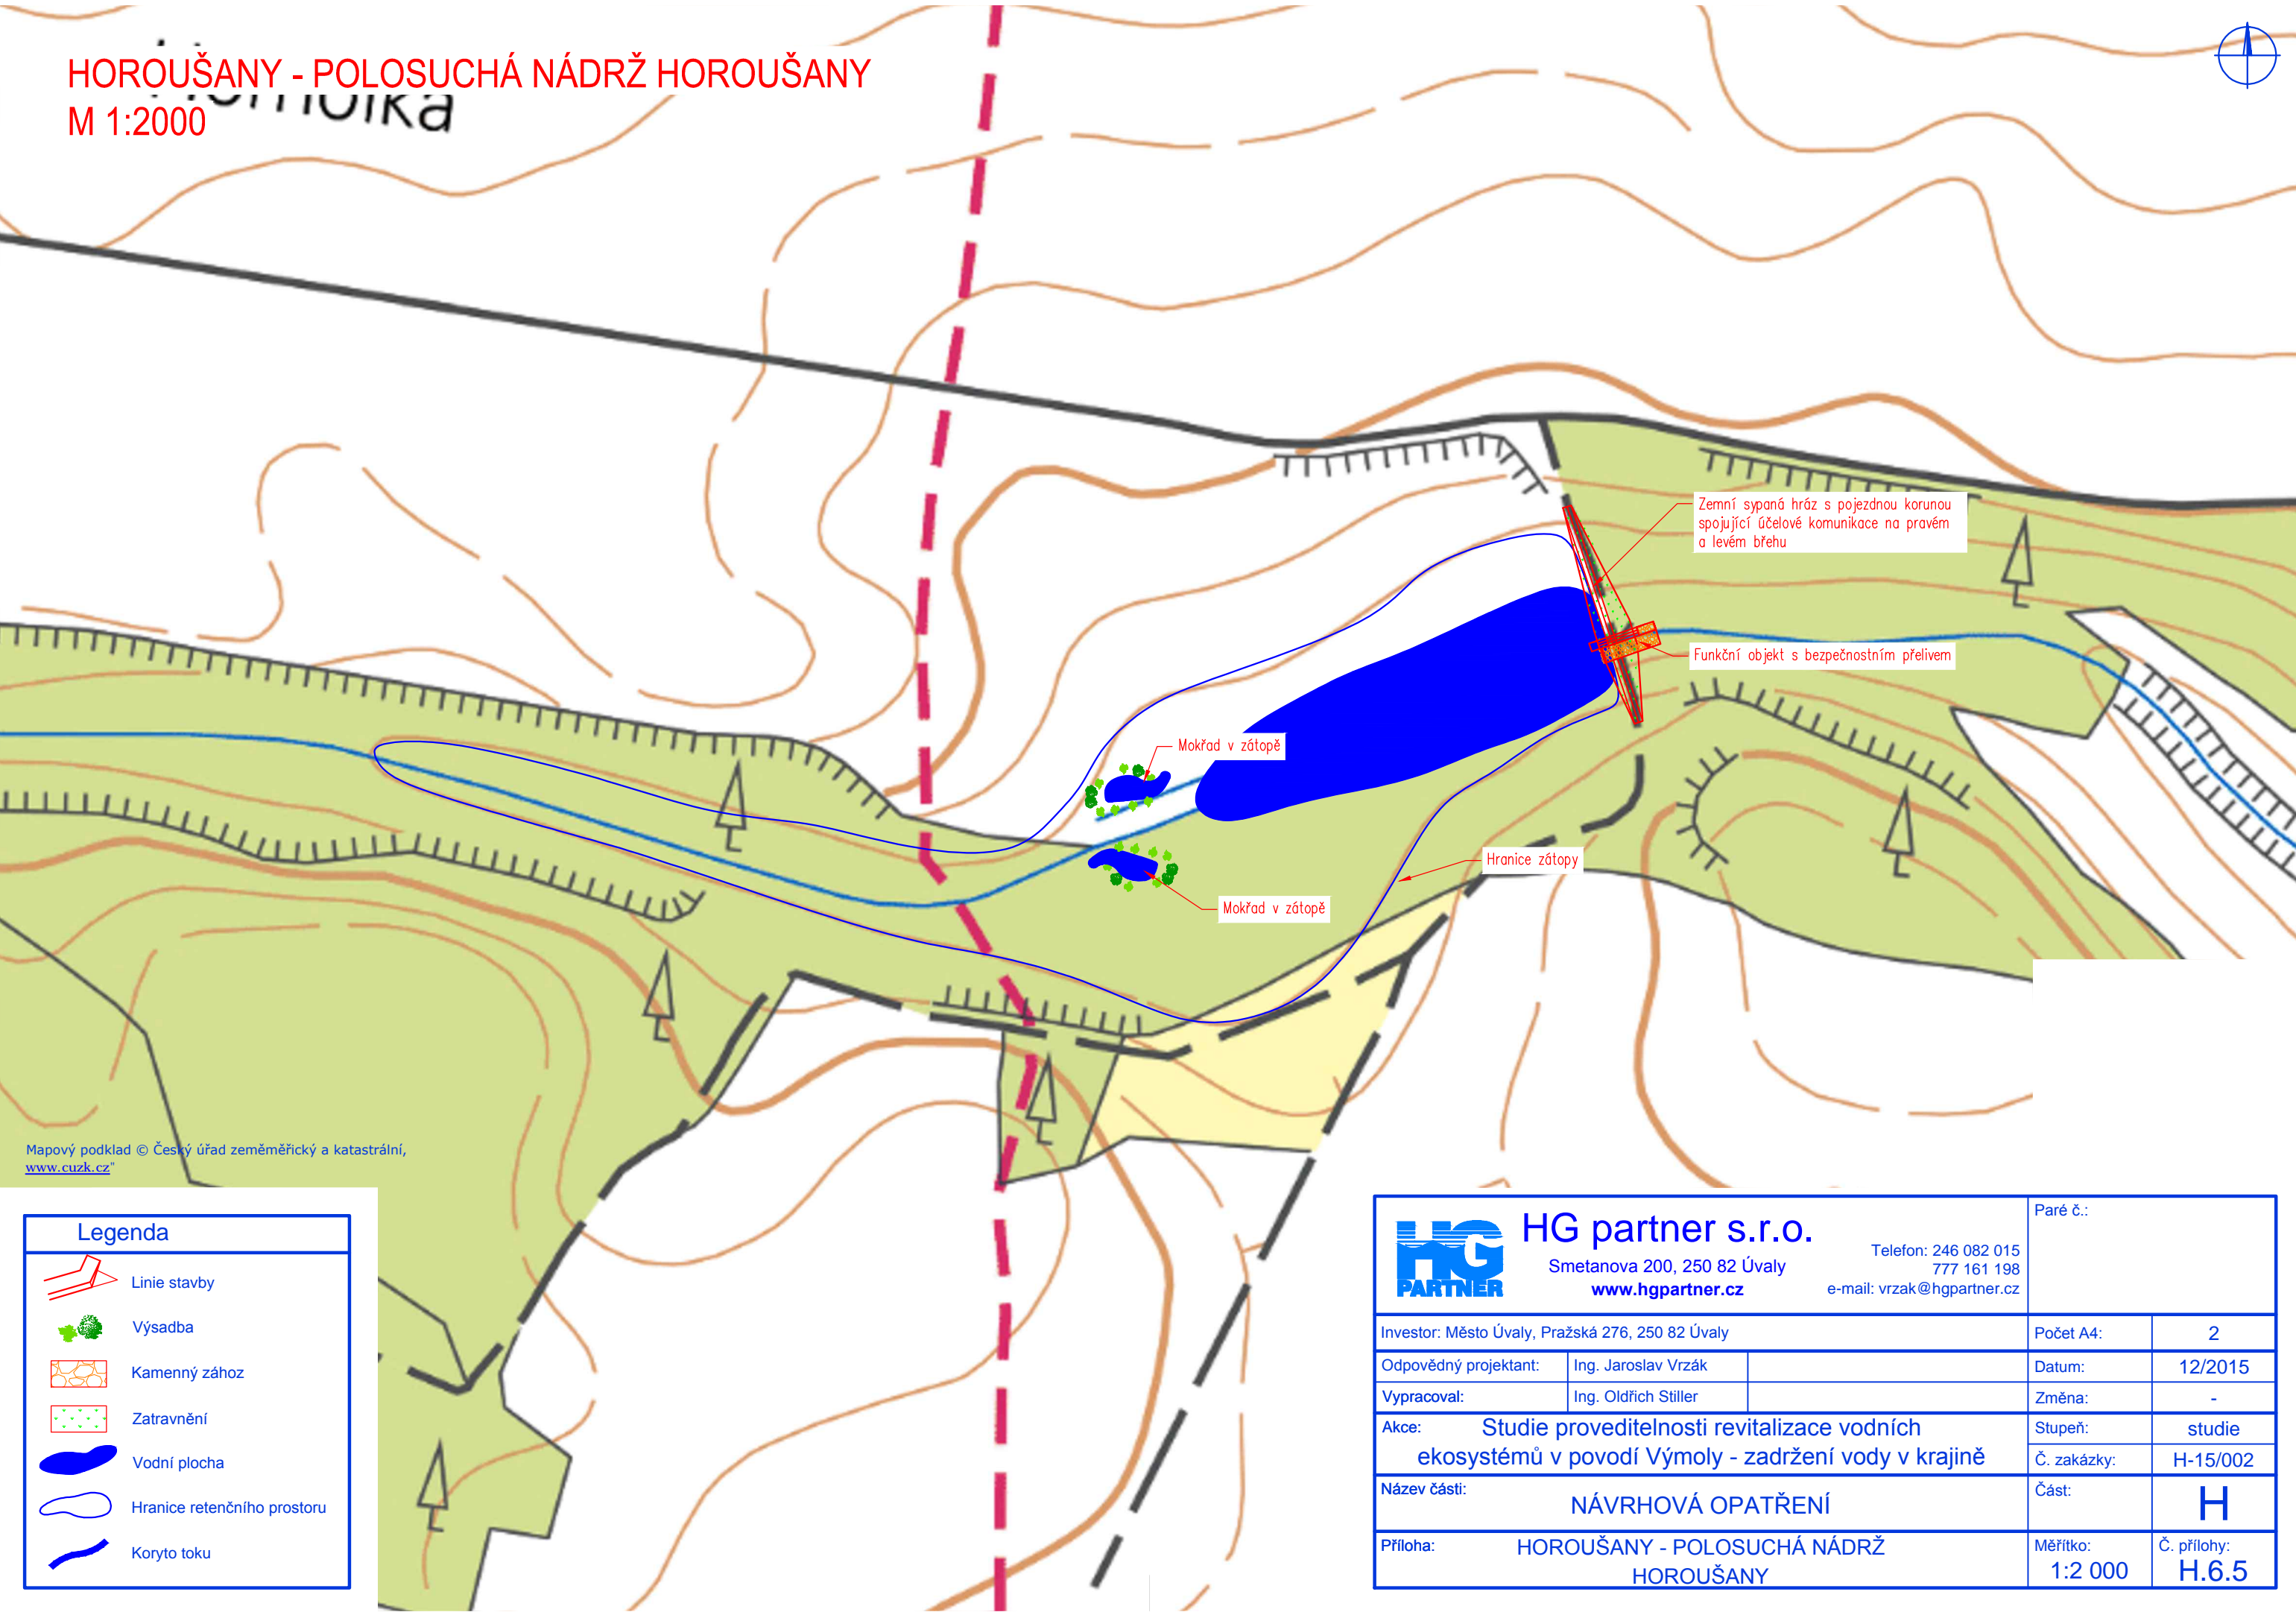 HOROUŠANY - POLOSUCHÁ NÁDRŽ HOROUŠANY
M 1:2000
Zemní sypaná hráz s pojezdnou korunou
spojující účelové komunikace na pravém
a levém břehu
Funkční objekt s bezpečnostním přelivem
Mokřad v zátopě
Hranice zátopy
Mokřad v zátopě
Mapový podklad © Český úřad zeměměřický a katastrální,
www.cuzk.cz"
Legenda
Linie stavby
Výsadba
Kamenný zához
Zatravnění
Vodní plocha
Hranice retenčního prostoru
Koryto toku
HG PARTNER
HG partner s.r.o.
Smetanova 200, 250 82 Úvaly
www.hgpartner.cz
Telefon: 246 082 015
777 161 198
e-mail: vrzak@hgpartner.cz
Paré č.:
Investor: Město Úvaly, Pražská 276, 250 82 Úvaly
Počet A4: 2
Odpovědný projektant: Ing. Jaroslav Vrzák
Datum: 12/2015
Vypracoval: Ing. Oldřich Stiller
Změna: -
Akce: Studie proveditelnosti revitalizace vodních
ekosystémů v povodí Výmoly - zadržení vody v krajině
Stupeň: studie
Č. zakázky: H-15/002
Název části: NÁVRHOVÁ OPATŘENÍ
Část: H
Příloha: HOROUŠANY - POLOSUCHÁ NÁDRŽ
HOROUŠANY
Měřítko: 1:2 000
Č. přílohy: H.6.5